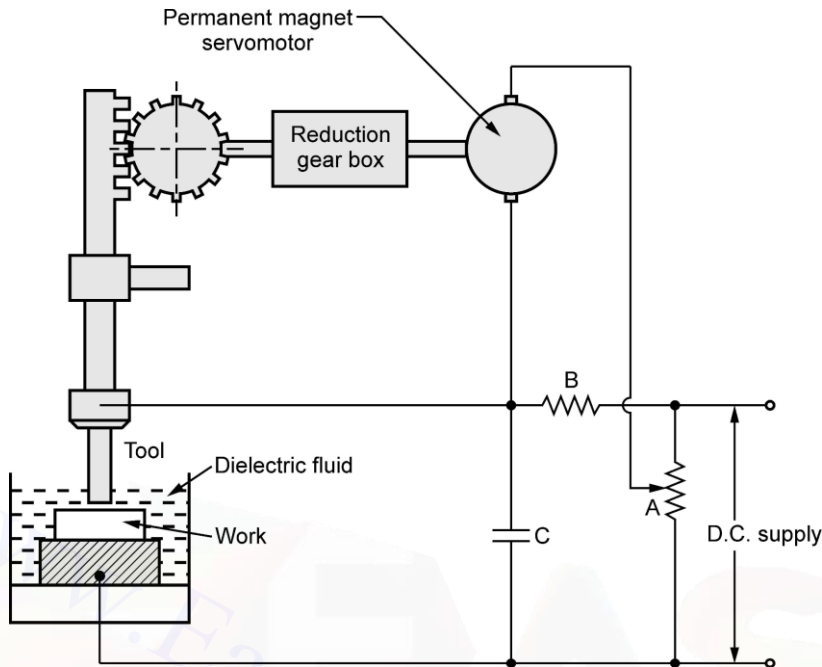 Permanent magnet
servomotor
Reduction
gear box
B
Tool
Dielectric fluid
A
C
D.C. supply
Work